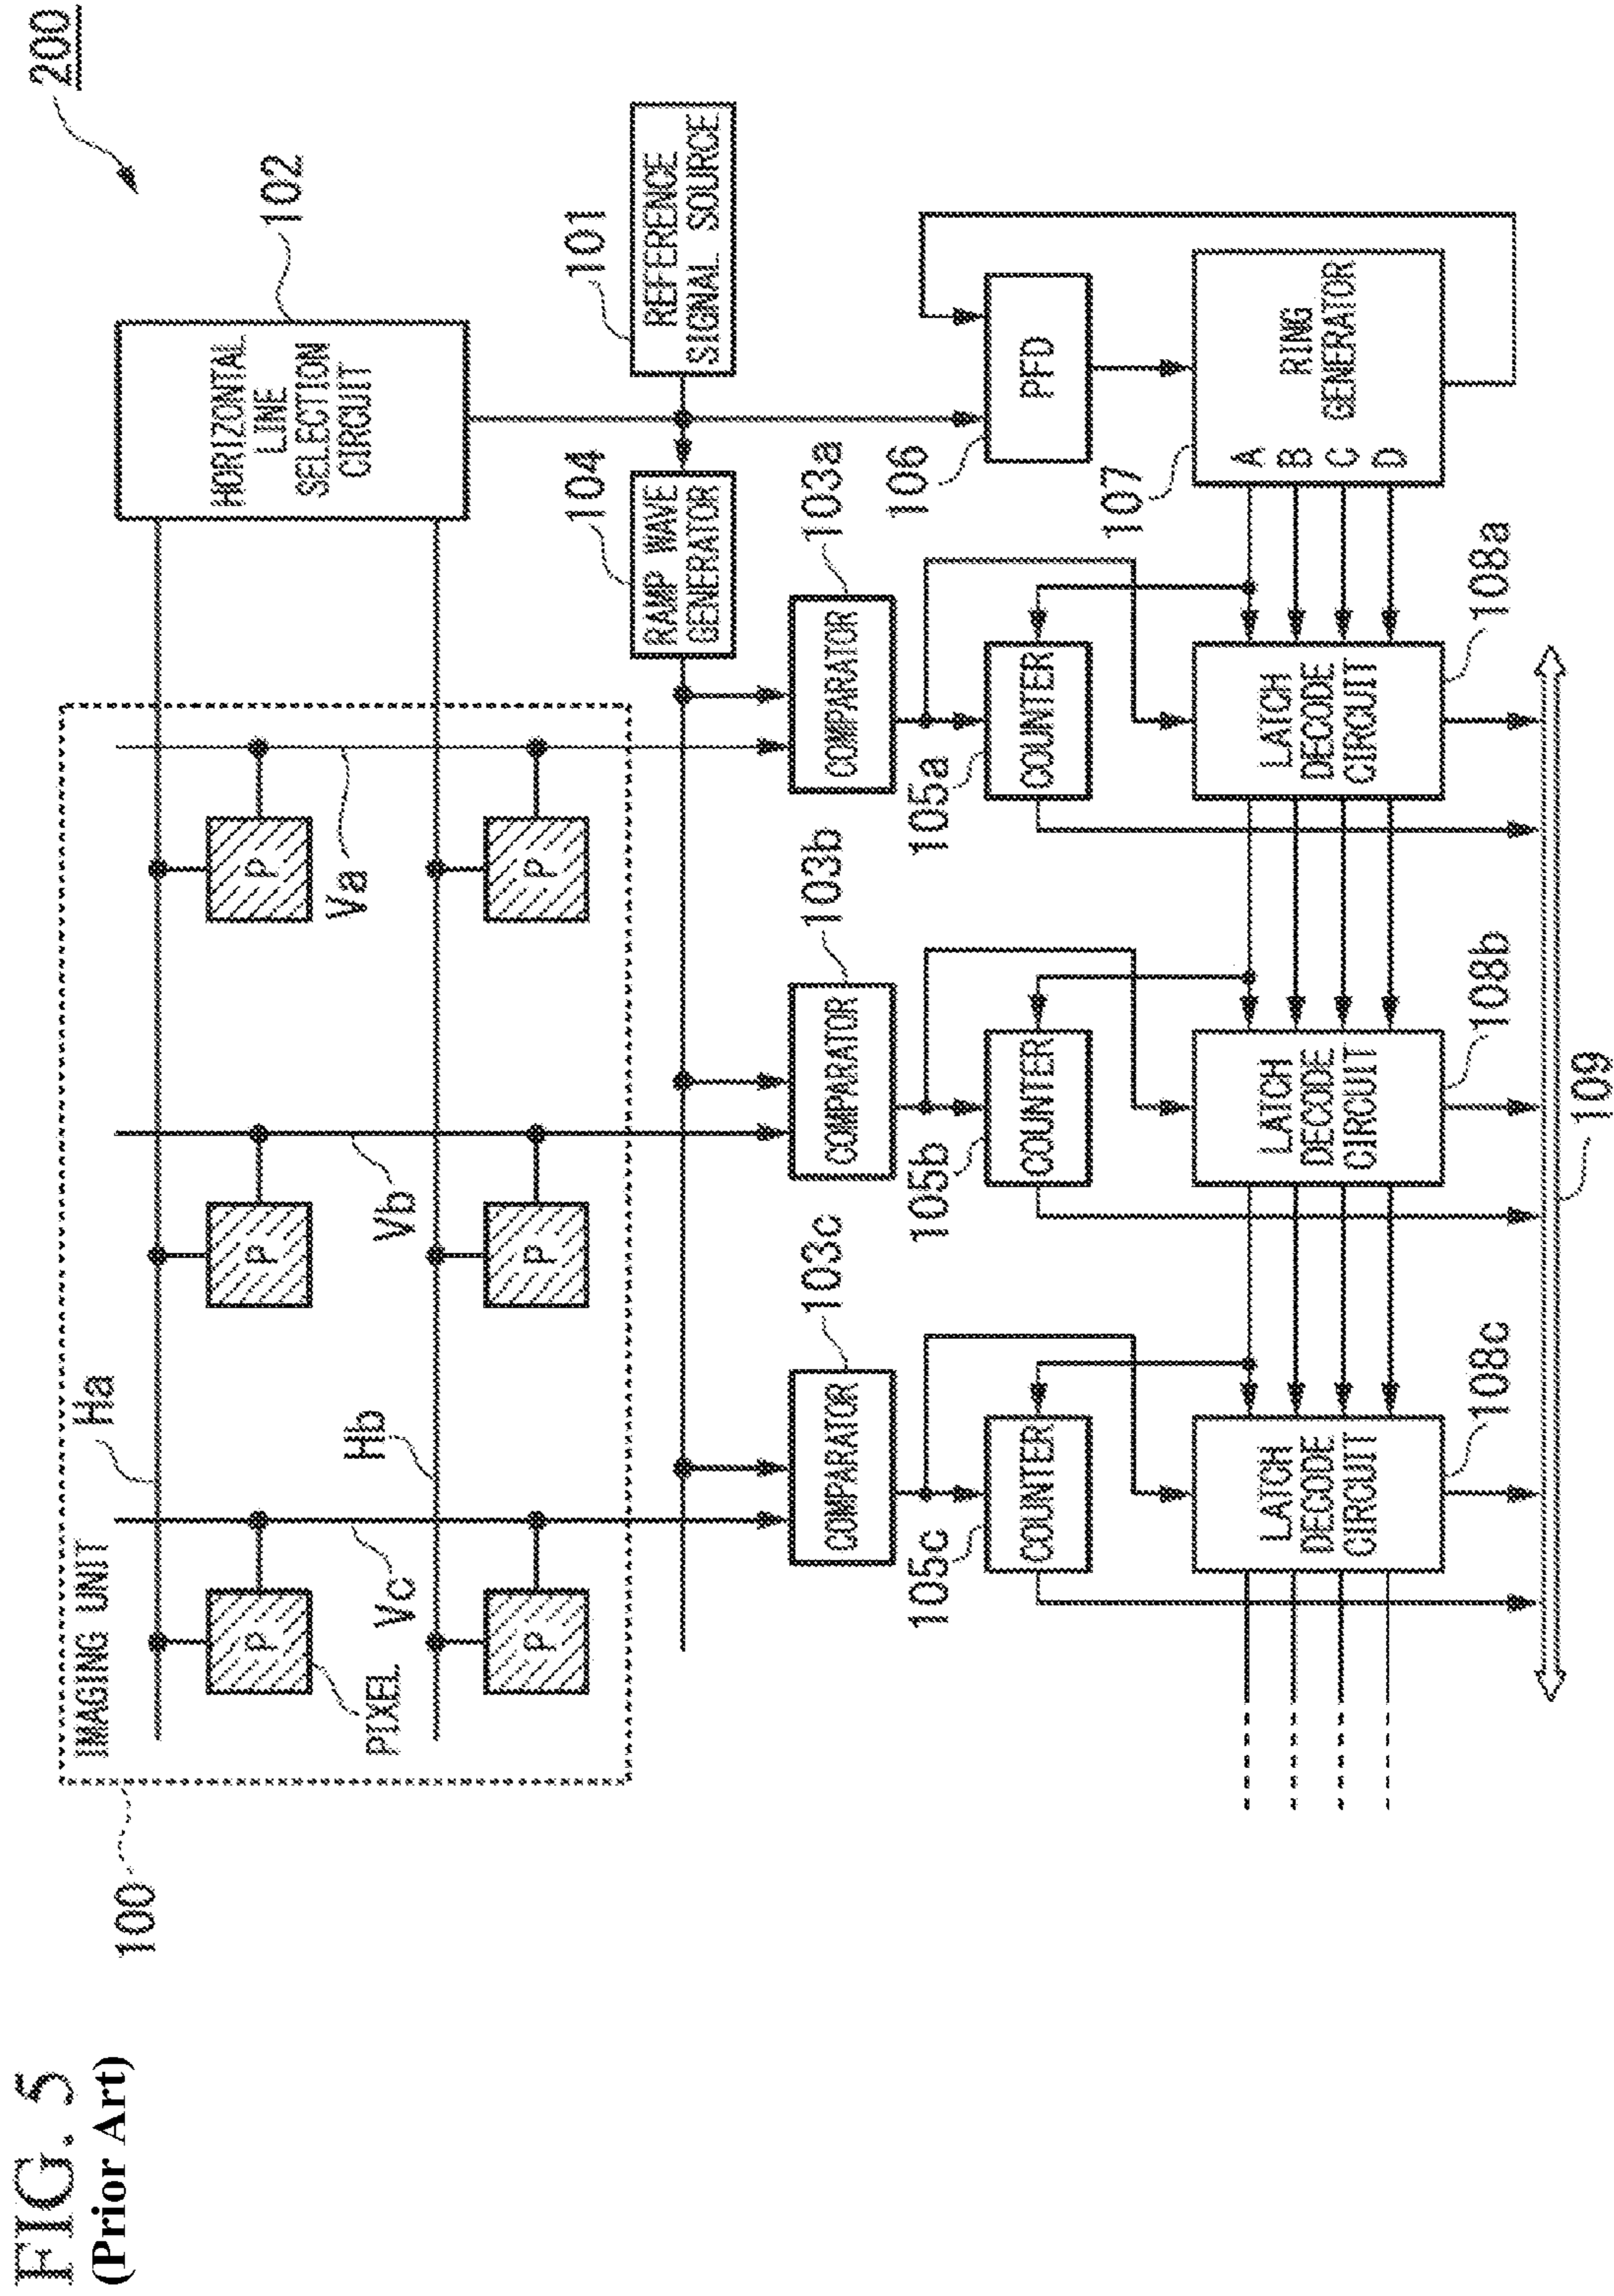 FIG. 5
(Prior Art)
200
100
IMAGING UNIT
Ha
Hb
HORIZONTAL
LINE
SELECTION
CIRCUIT
102
P
P
P
P
P
P
PIXEL
Vc
Vb
Va
104
RAMP WAVE
GENERATOR
101
REFERENCE
SIGNAL SOURCE
103c
COMPARATOR
103b
COMPARATOR
103a
COMPARATOR
106
PFD
105c
COUNTER
105b
COUNTER
105a
COUNTER
107
RING
GENERATOR
A
B
C
D
LATCH
DECODE
CIRCUIT
108c
LATCH
DECODE
CIRCUIT
108b
LATCH
DECODE
CIRCUIT
108a
109